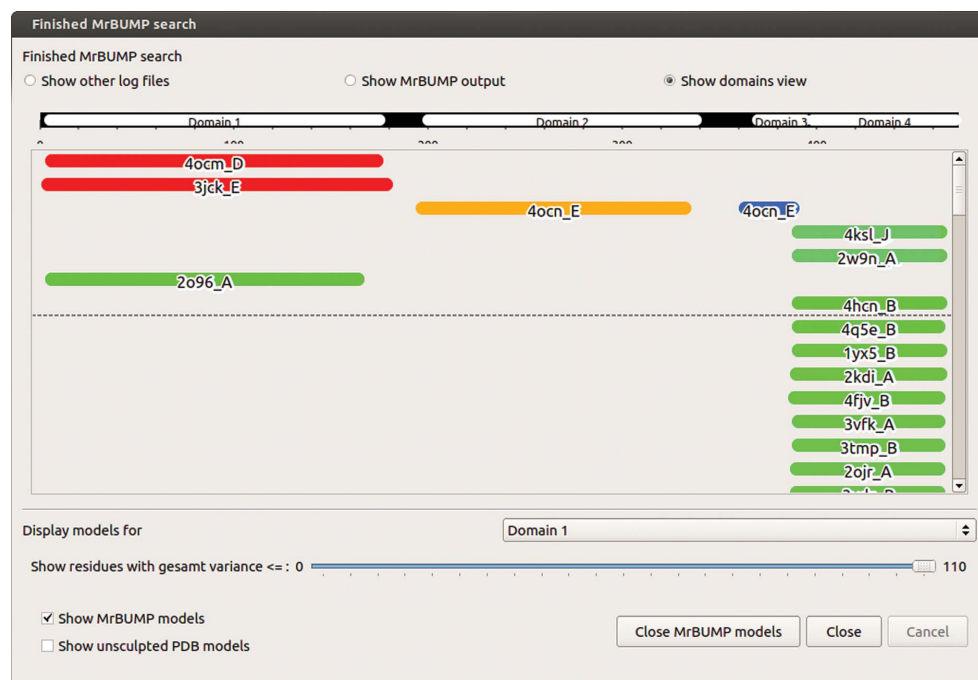 Finished MrBUMP search
Finished MrBUMP search
Show other log files Show MrBUMP output Show domains view
Domain 1 Domain 2 Domain 3 Domain 4
0 100 200 300 400
4ocm_D
3jck_E
4ocn_E 4ocn_E
4ksl_J
2w9n_A
2o96_A
4hcn_B
4q5e_B
1yx5_B
2kdi_A
4fjv_B
3vfk_A
3tmp_B
2ojr_A
Display models for Domain 1
Show residues with gesamt variance <= : 0 110
Show MrBUMP models
Show unsculpted PDB models
Close MrBUMP models Close Cancel